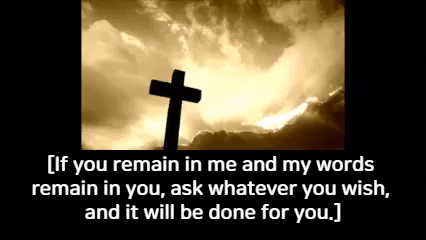 [If you remain in me and my words
remain in you, ask whatever you wish,
and it will be done for you.]